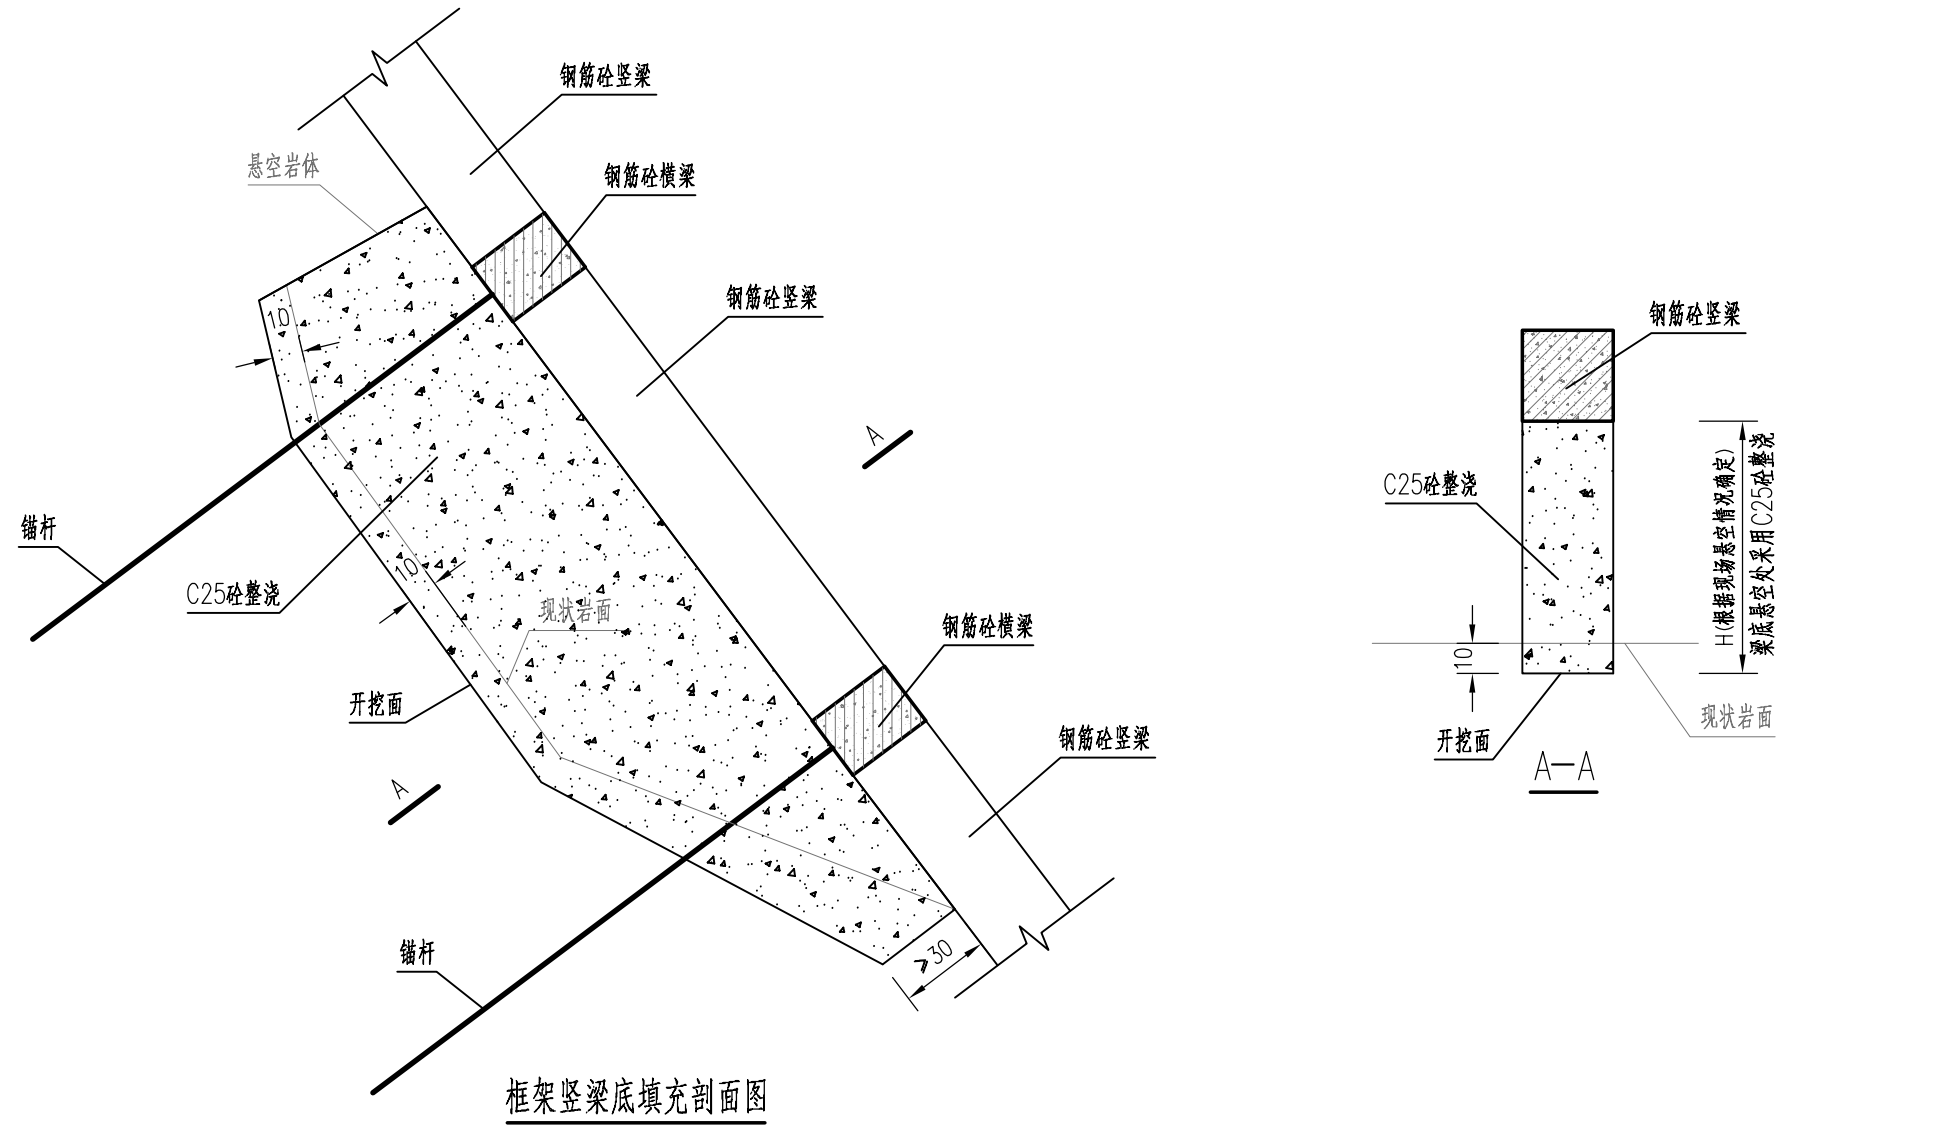 钢筋砼竖梁
悬空岩体
钢筋砼横梁
钢筋砼竖梁
10
钢筋砼竖梁
A
C25砼整浇
H(根据现场悬空情况确定)
梁底悬空处采用C25砼整浇
锚杆
10
C25砼整浇
现状岩面
钢筋砼横梁
10
开挖面
现状岩面
钢筋砼竖梁
开挖面
A—A
A
锚杆
≥30
框架竖梁底填充剖面图